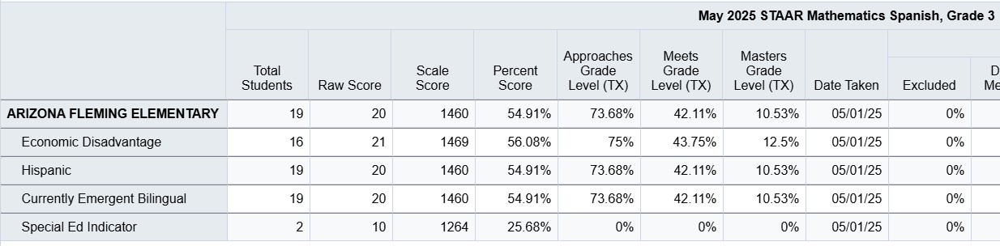 May 2025 STAAR Mathematics Spanish, Grade 3
Total Students Raw Score Scale Score Percent Score Approaches Grade Level (TX) Meets Grade Level (TX) Masters Grade Level (TX) Date Taken Excluded
ARIZONA FLEMING ELEMENTARY 19 20 1460 54.91% 73.68% 42.11% 10.53% 05/01/25 0%
Economic Disadvantage 16 21 1469 56.08% 75% 43.75% 12.5% 05/01/25 0%
Hispanic 19 20 1460 54.91% 73.68% 42.11% 10.53% 05/01/25 0%
Currently Emergent Bilingual 19 20 1460 54.91% 73.68% 42.11% 10.53% 05/01/25 0%
Special Ed Indicator 2 10 1264 25.68% 0% 0% 0% 05/01/25 0%